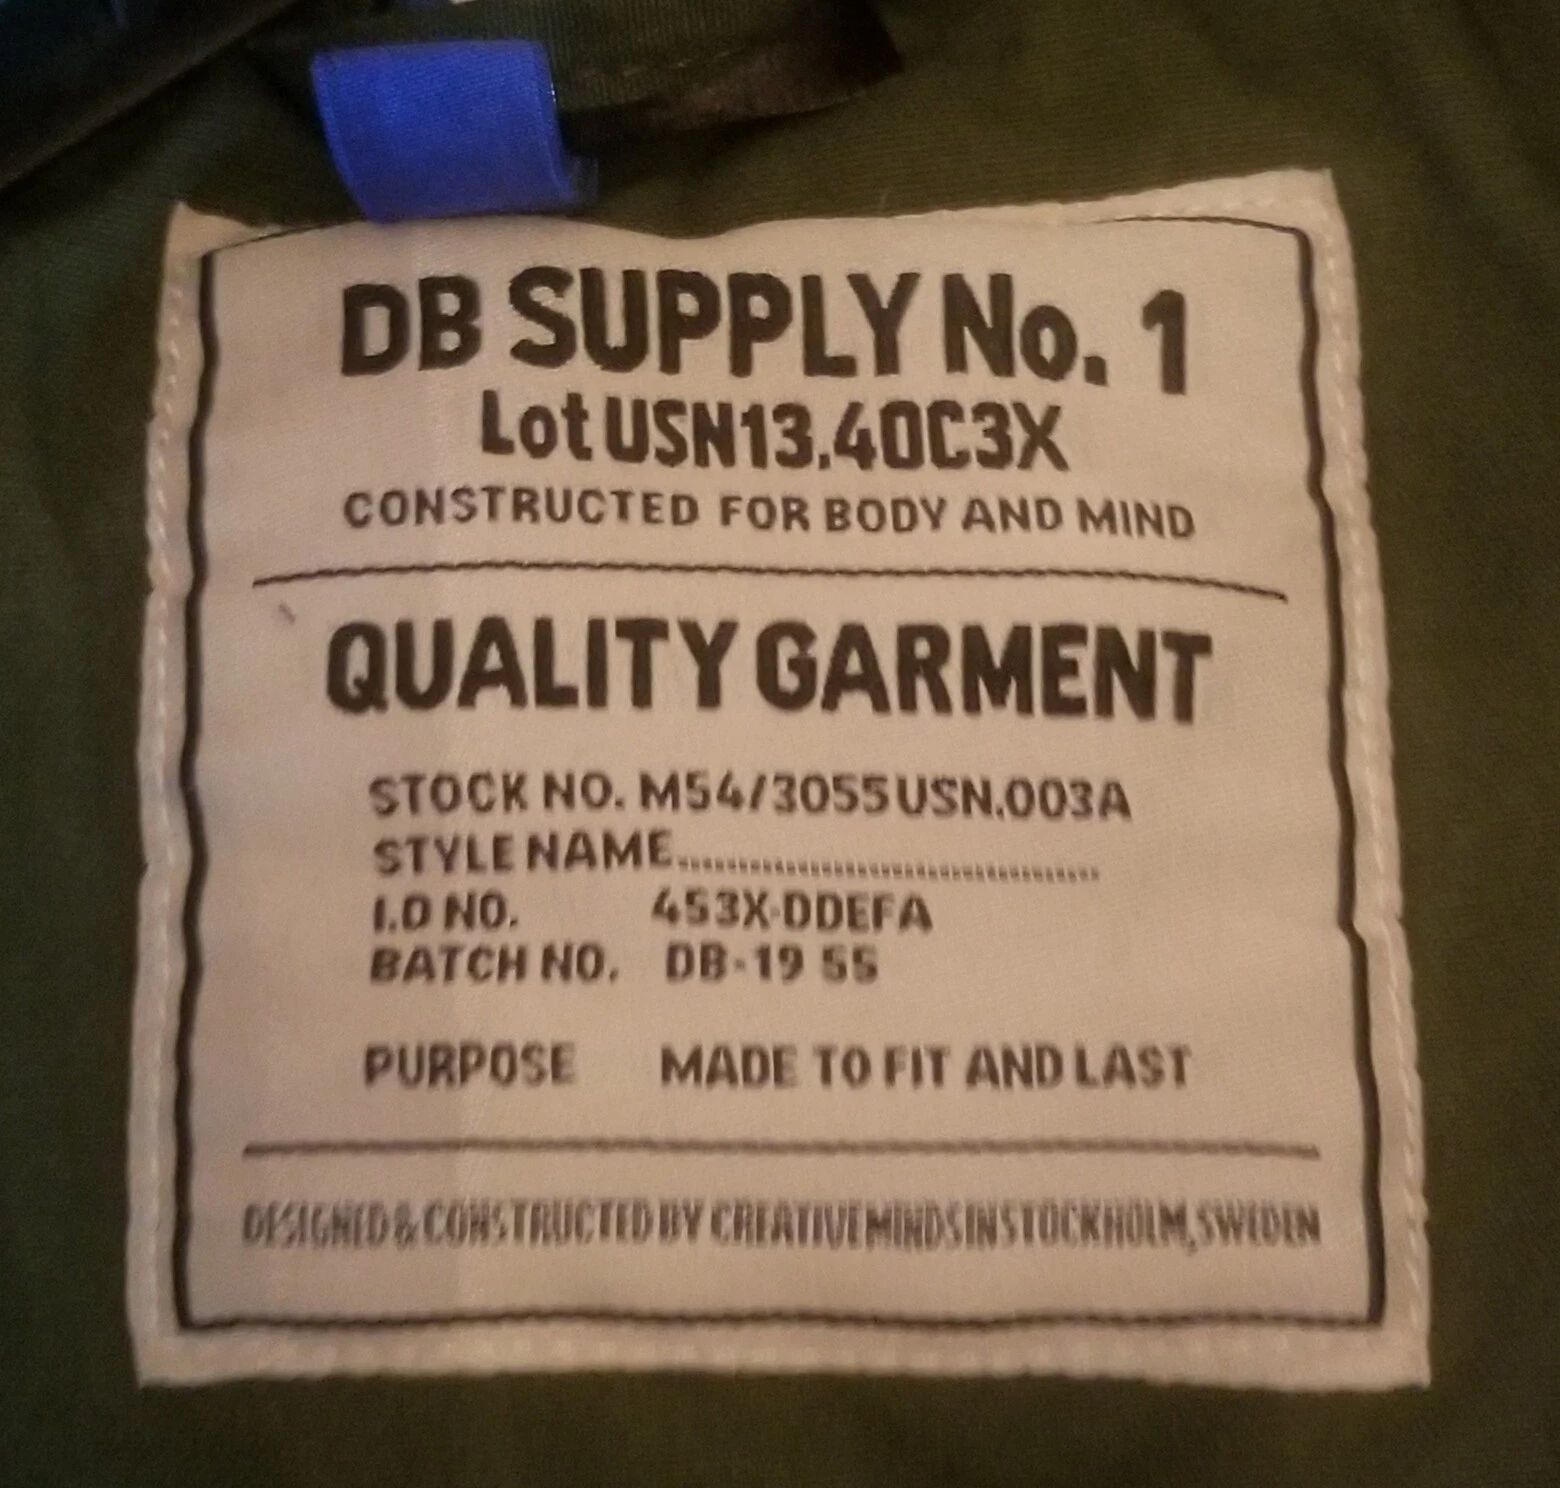 DB SUPPLY No. 1
Lot USN13.40C3X
CONSTRUCTED FOR BODY AND MIND
QUALITY GARMENT
STOCK NO. M54/3055USN.003A
STYLE NAME........................................
I.D NO. 453X-DDEFA
BATCH NO. DB-19 55
PURPOSE MADE TO FIT AND LAST
DESIGNED & CONSTRUCTED BY CREATIVE MINDS IN STOCKHOLM, SWEDEN